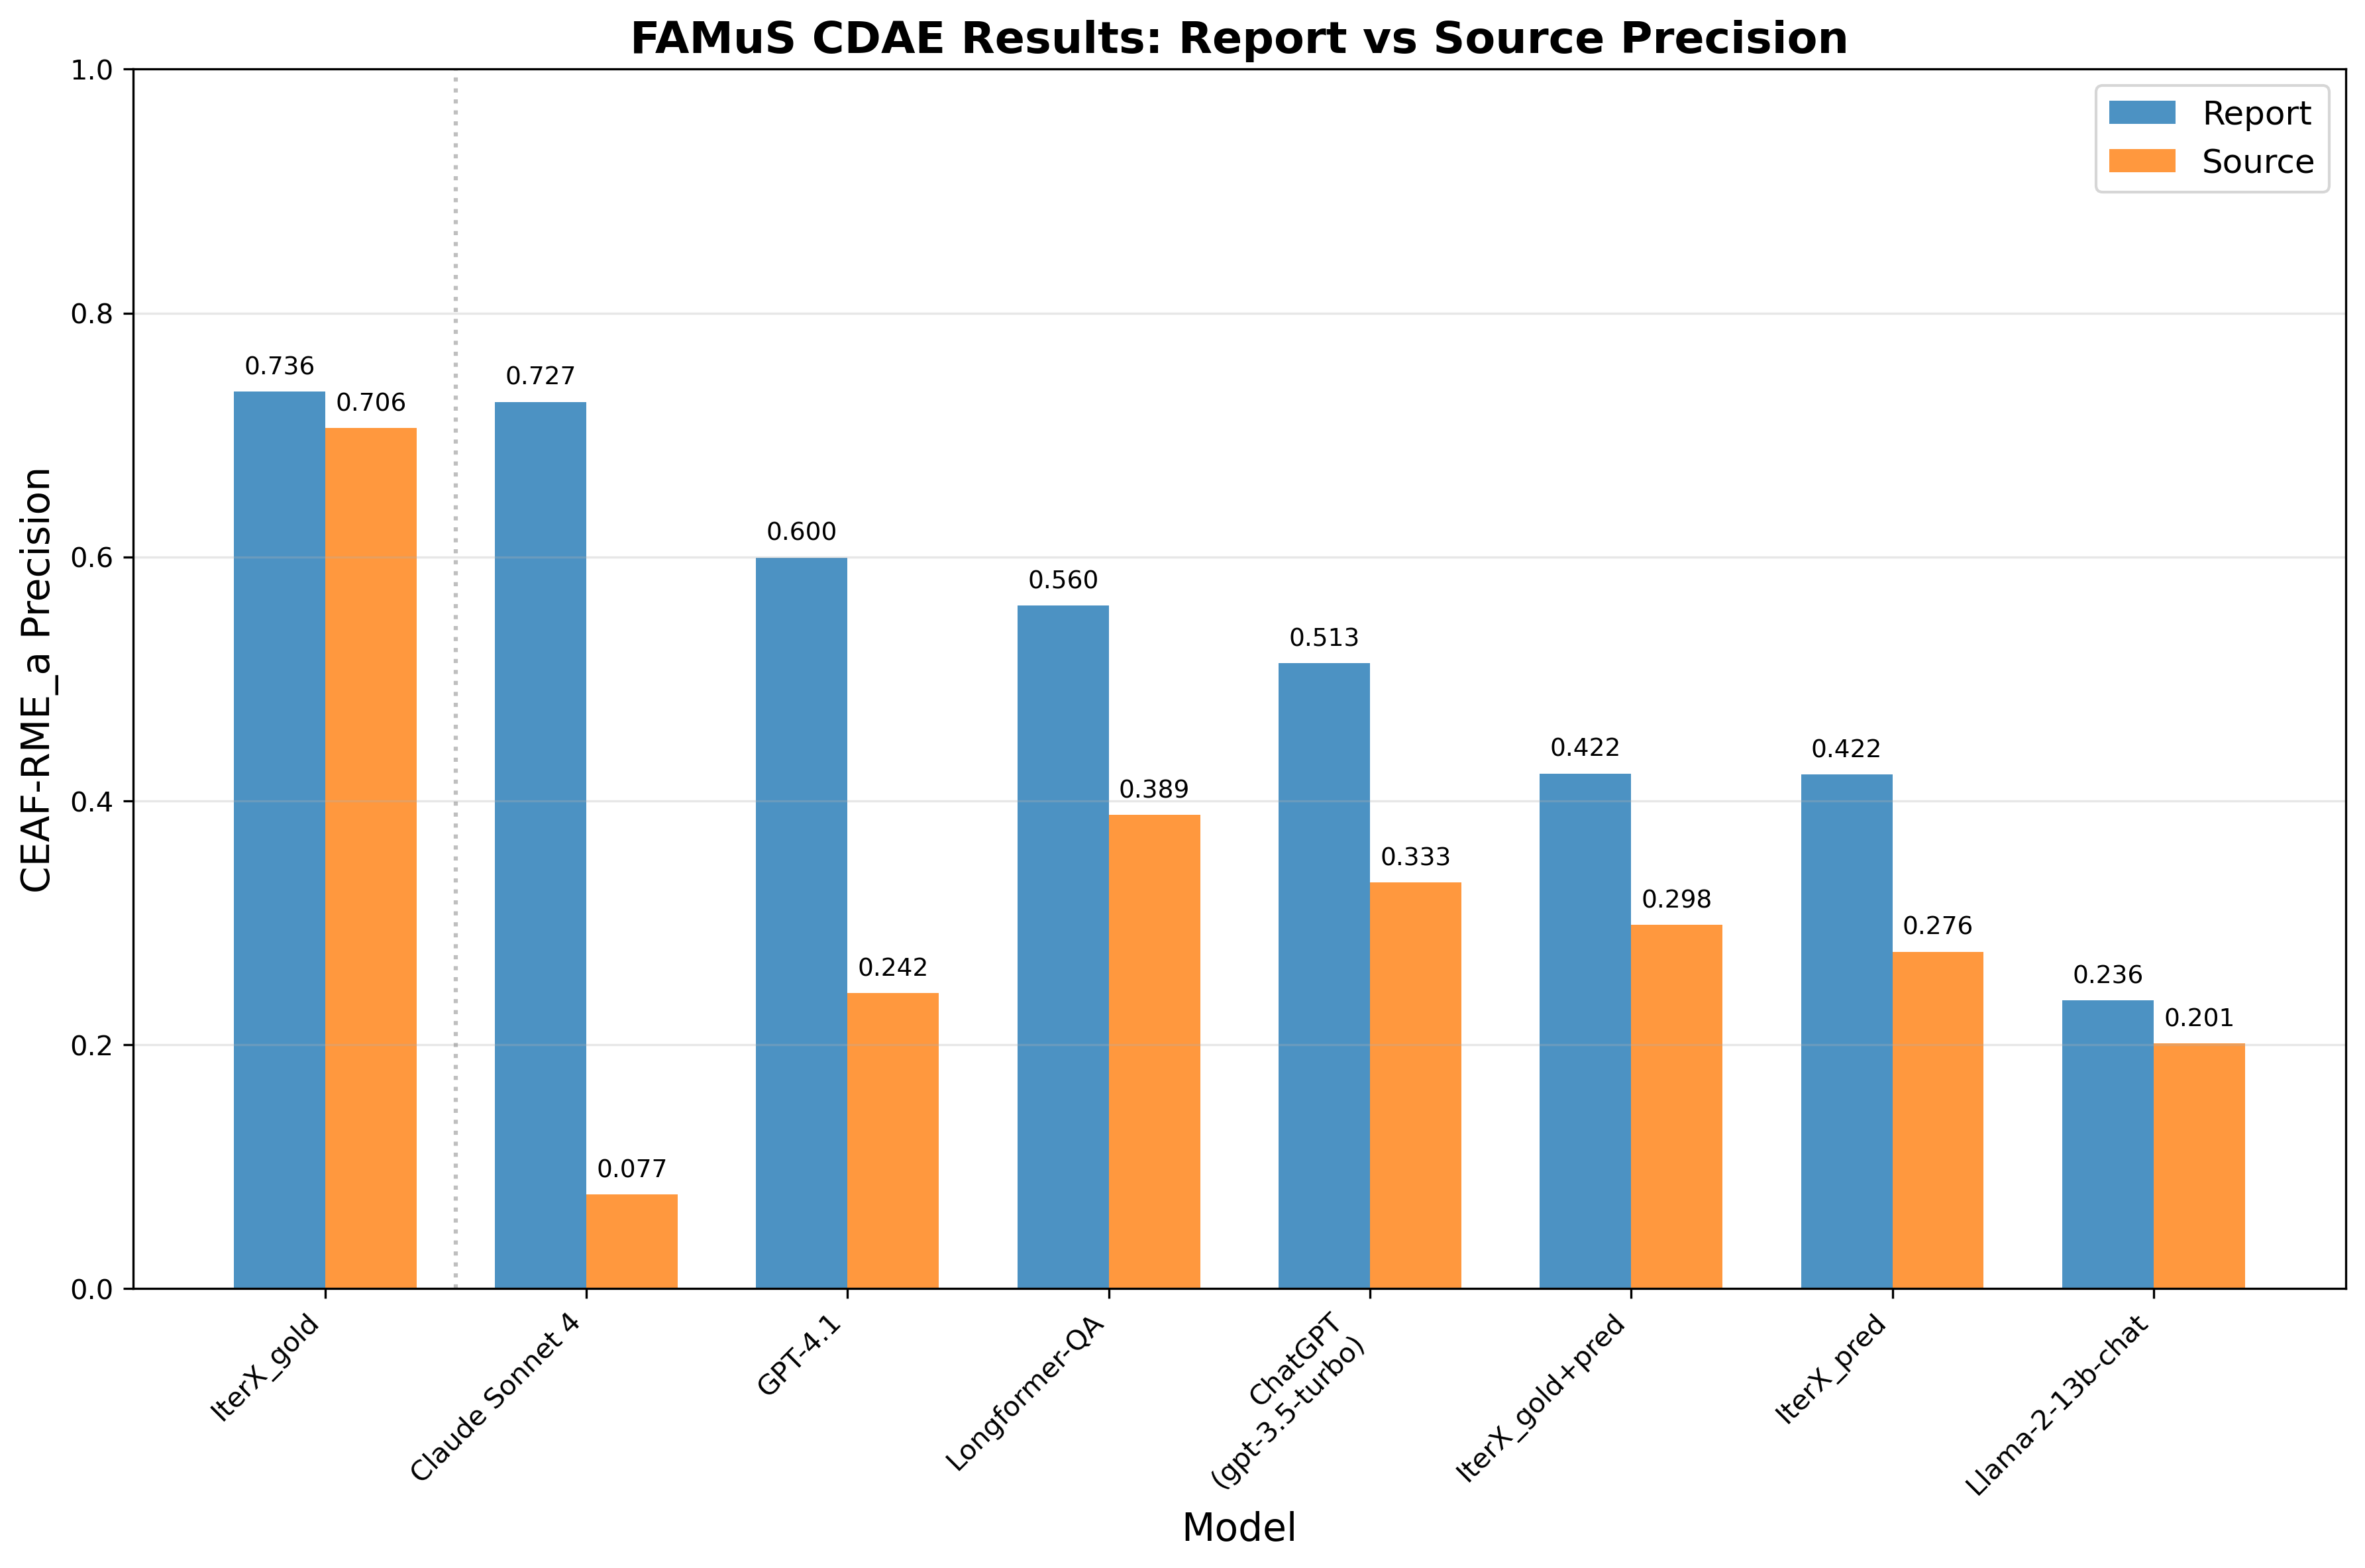 FAMuS CDAE Results: Report vs Source Precision
Report
Source
CEAF-RME_a Precision
1.0
0.8
0.6
0.4
0.2
0.0
0.736
0.706
0.727
0.077
0.600
0.242
0.560
0.389
0.513
0.333
0.422
0.298
0.422
0.276
0.236
0.201
IterX_gold
Claude Sonnet 4
GPT-4.1
Longformer-QA
ChatGPT
(gpt-3.5-turbo)
IterX_gold+pred
IterX_pred
Llama-2-13b-chat
Model